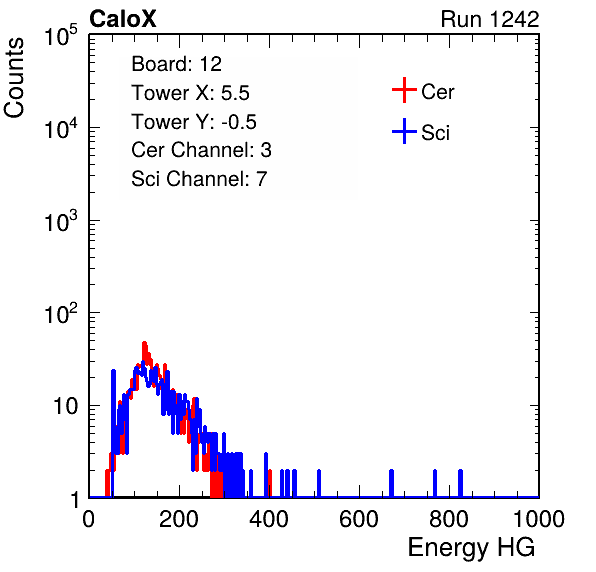 CaloX Run 1242
Counts
10^5
10^4
10^3
10^2
10
1
Board: 12
Tower X: 5.5
Tower Y: -0.5
Cer Channel: 3
Sci Channel: 7
Cer
Sci
0 200 400 600 800 1000
Energy HG